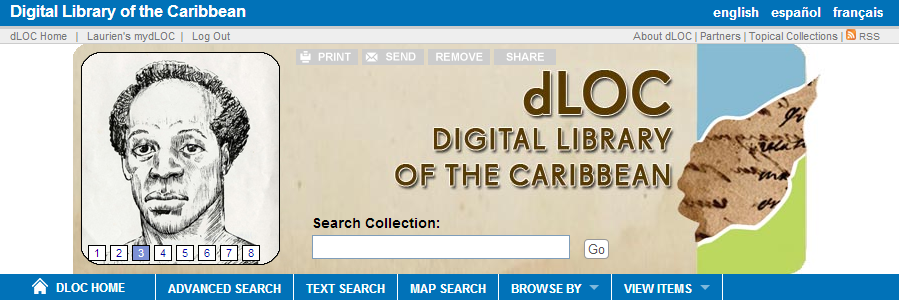 Digital Library of the Caribbean english español français
dLOC Home | Laurien's myDLOC | Log Out About dLOC | Partners | Topical Collections | RSS
PRINT SEND REMOVE SHARE
dLOC
DIGITAL LIBRARY
OF THE CARIBBEAN
Search Collection:
Go
1 2 3 4 5 6 7 8
DLOC HOME ADVANCED SEARCH TEXT SEARCH MAP SEARCH BROWSE BY VIEW ITEMS